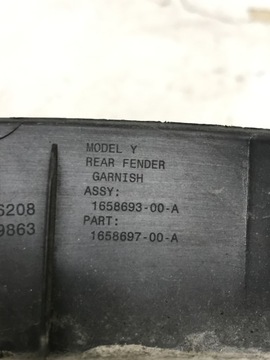 MODEL Y
REAR FENDER
GARNISH
ASSY:
1658693-00-A
PART:
1658697-00-A
6208
9863